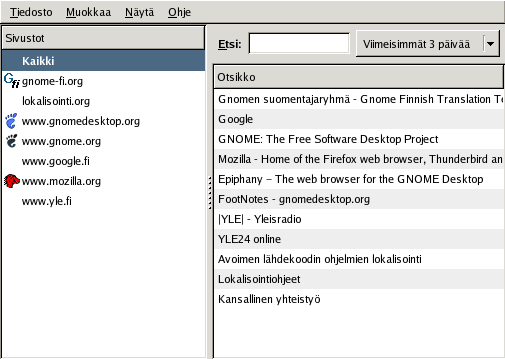 Tiedosto Muokkaa Näytä Ohje
Sivustot
Kaikki
gnome-fi.org
lokalisointi.org
www.gnomedesktop.org
www.gnome.org
www.google.fi
www.mozilla.org
www.yle.fi
Etsi: Viimeisimmät 3 päivää
Otsikko
Gnomen suomentajaryhmä - Gnome Finnish Translation Te
Google
GNOME: The Free Software Desktop Project
Mozilla - Home of the Firefox web browser, Thunderbird an
Epiphany – The web browser for the GNOME Desktop
FootNotes - gnomedesktop.org
|YLE| - Yleisradio
YLE24 online
Avoimen lähdekoodin ohjelmien lokalisointi
Lokalisointiohjeet
Kansallinen yhteistyö